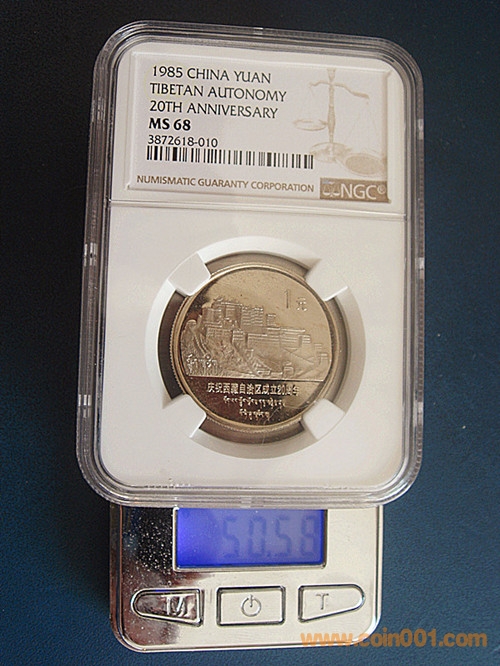 1985 CHINA YUAN
TIBETAN AUTONOMY
20TH ANNIVERSARY
MS 68
3872618-010
NUMISMATIC GUARANTY CORPORATION NGC®
1元
庆祝西藏自治区成立20周年
50.58
T
www.coin001.com